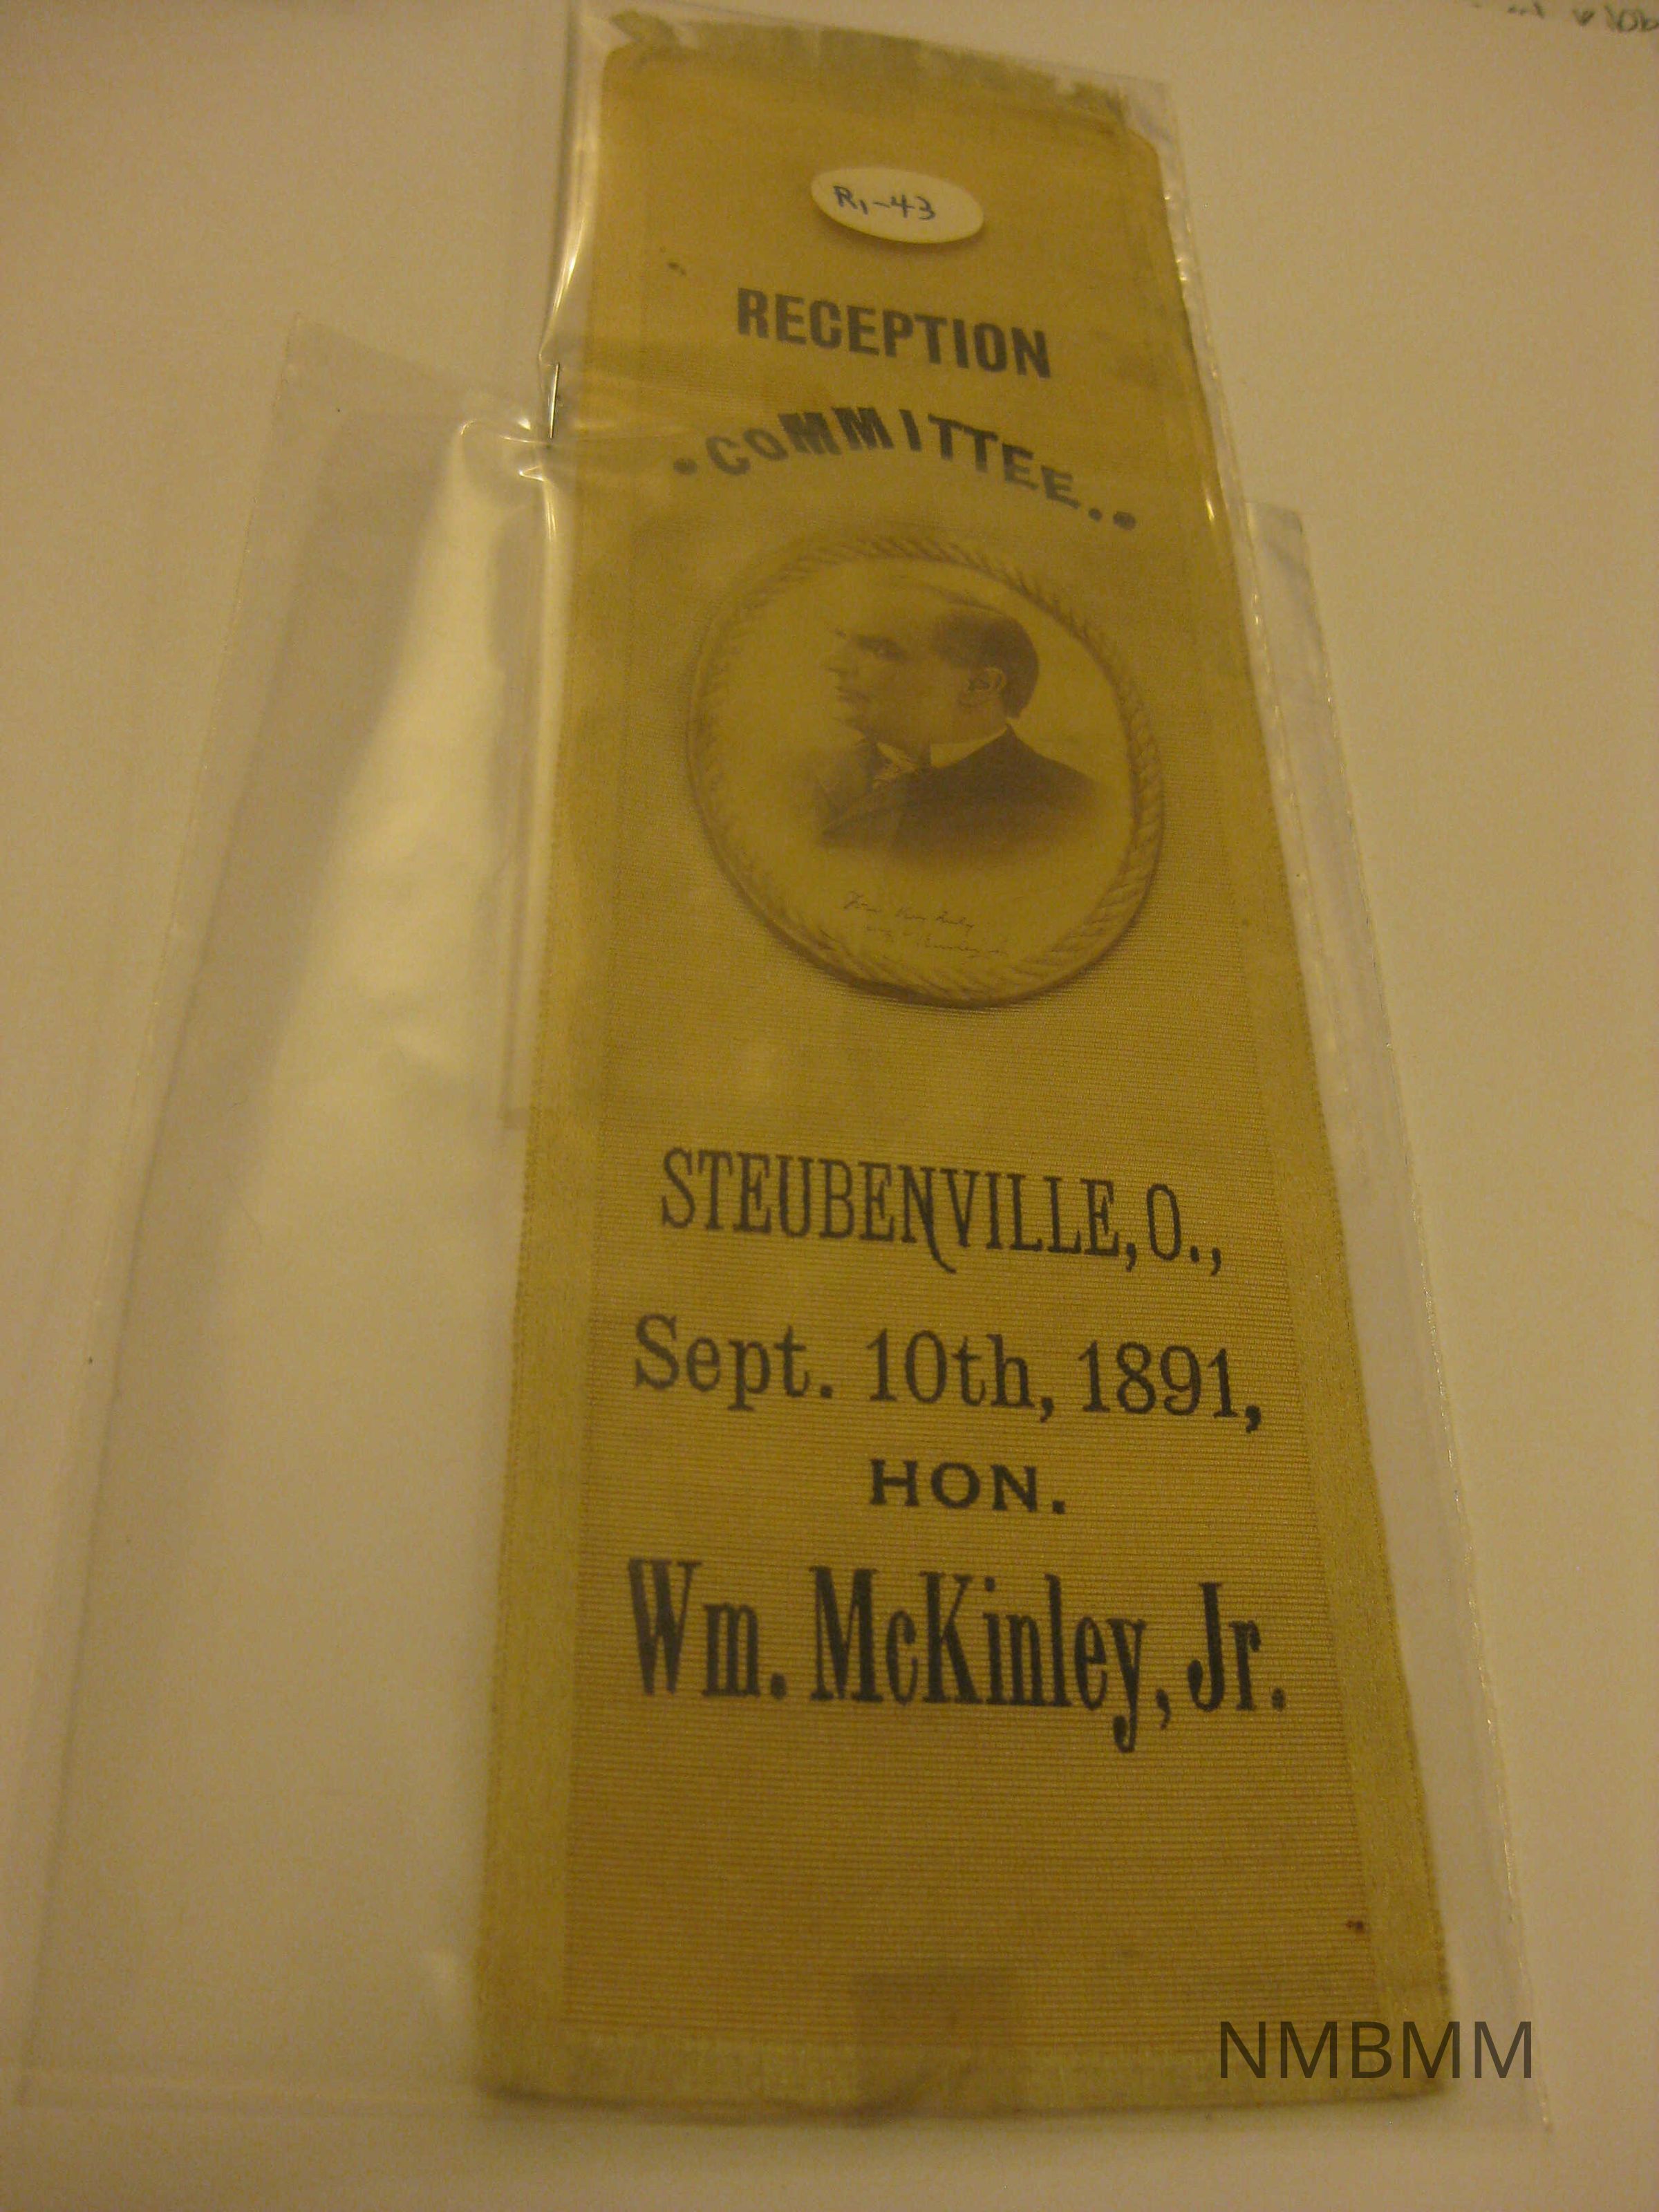 R1-43
RECEPTION
•COMMITTEE..
STEUBENVILLE, O.,
Sept. 10th, 1891,
HON.
Wm. McKinley, Jr.
NMBMM